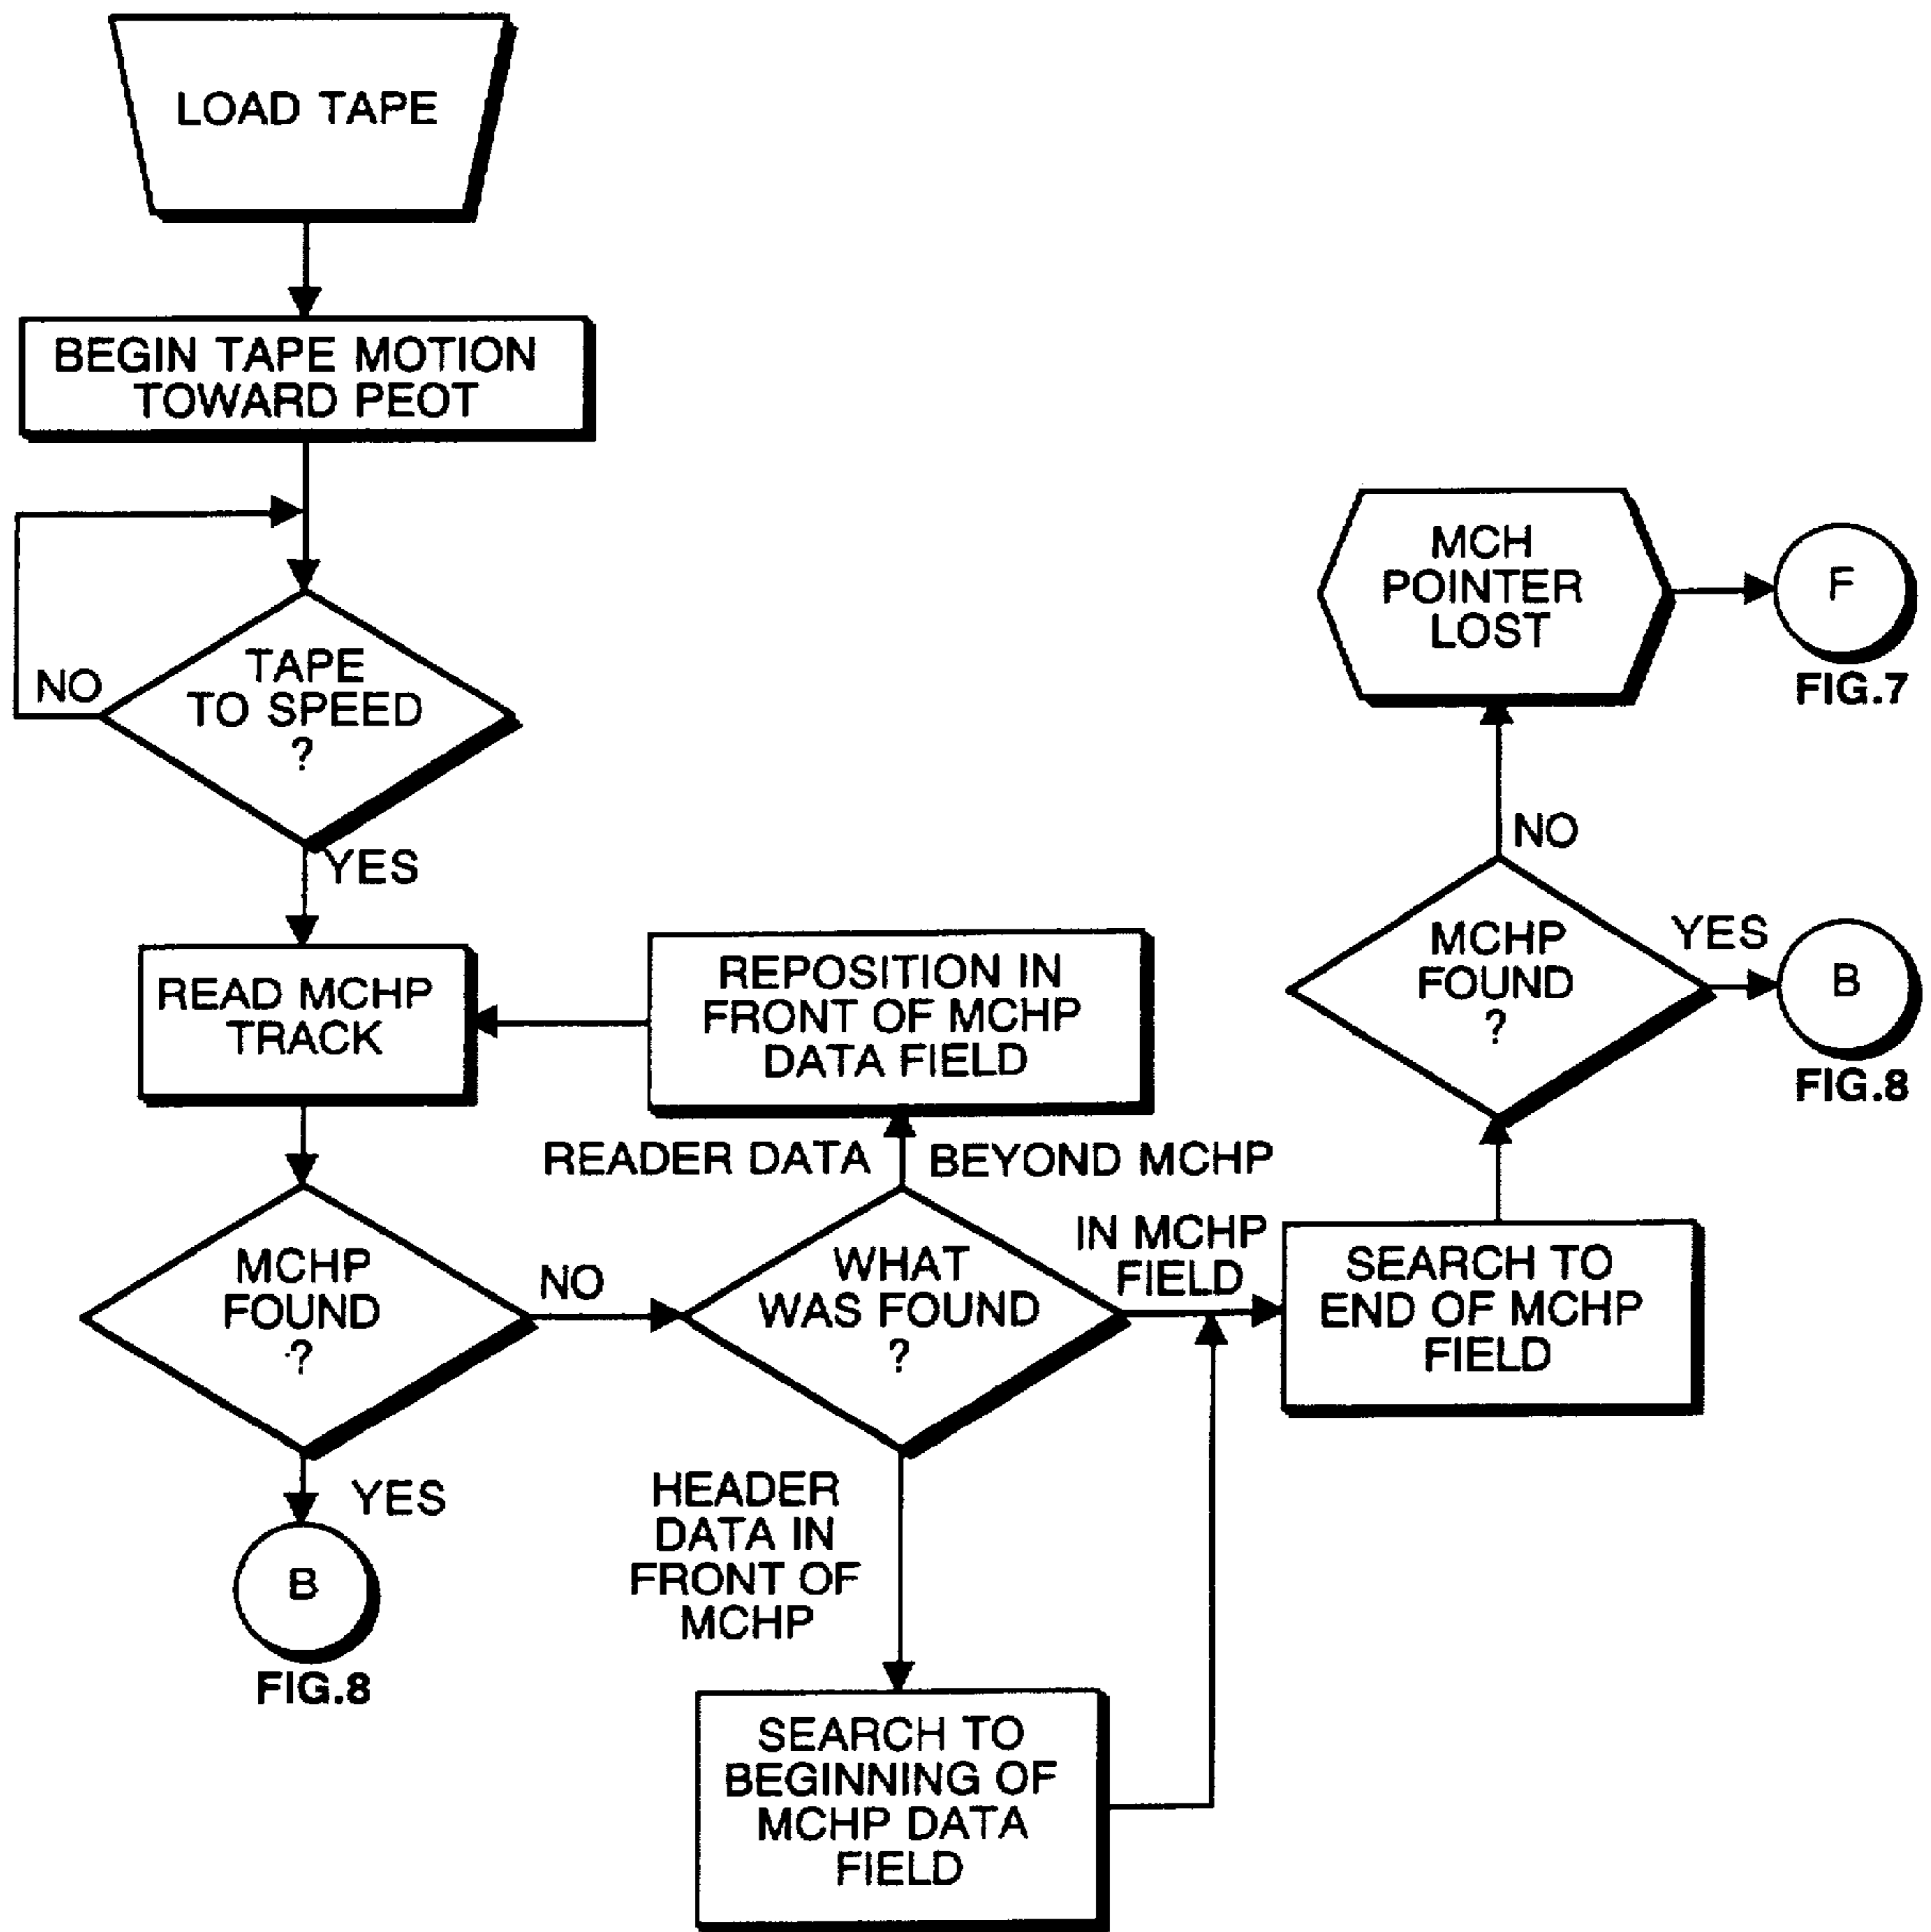 LOAD TAPE
BEGIN TAPE MOTION
TOWARD PEOT
NO
TAPE
TO SPEED
?
YES
READ MCHP
TRACK
REPOSITION IN
FRONT OF MCHP
DATA FIELD
READER DATA
BEYOND MCHP
MCHP
FOUND
?
NO
YES
B
FIG.8
WHAT
WAS FOUND
?
IN MCHP
FIELD
HEADER
DATA IN
FRONT OF
MCHP
SEARCH TO
BEGINNING OF
MCHP DATA
FIELD
SEARCH TO
END OF MCHP
FIELD
MCHP
FOUND
?
YES
B
FIG.8
NO
MCH
POINTER
LOST
F
FIG.7